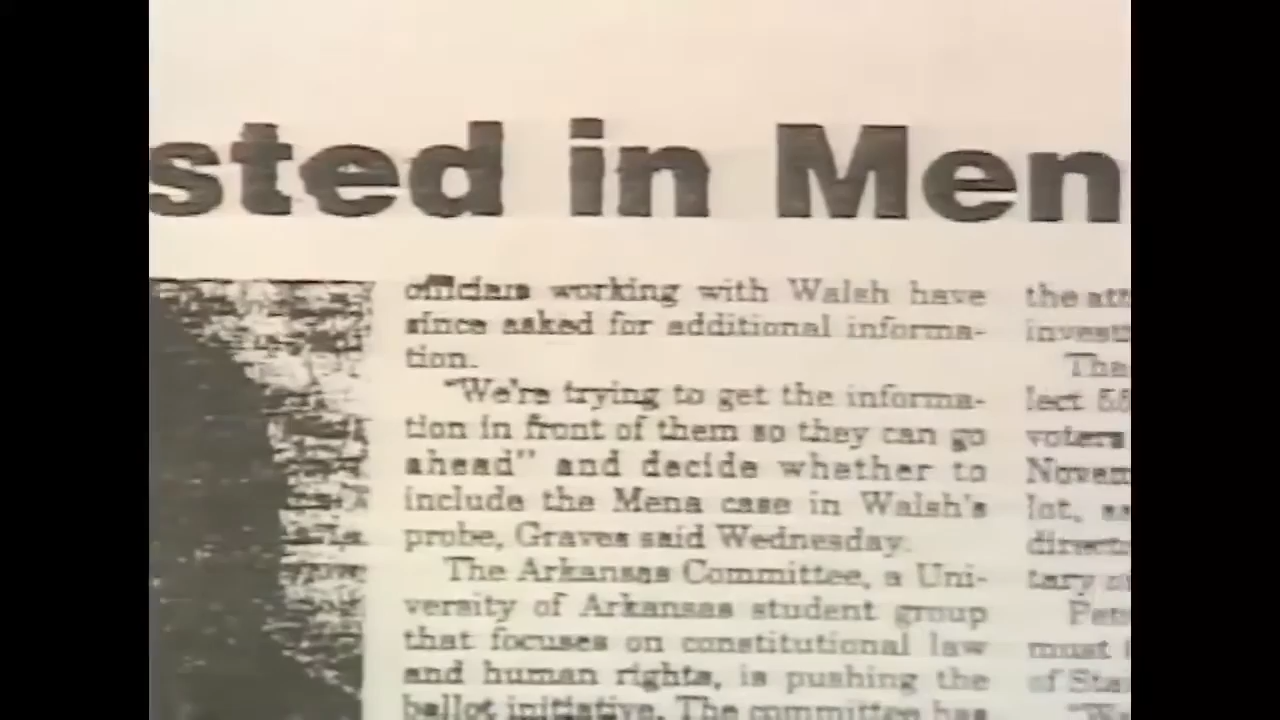 sted in Men
officials working with Walsh have
since asked for additional informa-
tion.
"We're trying to get the informa-
tion in front of them so they can go
ahead" and decide whether to
include the Mena case in Walsh's
probe, Graves said Wednesday.
The Arkansas Committee, a Uni-
versity of Arkansas student group
that focuses on constitutional law
and human rights, is pushing the
ballot initiative. The committee has
the att
invest
The
lect
voters
Novem
lot, as
direct
tary of
must
of Sta